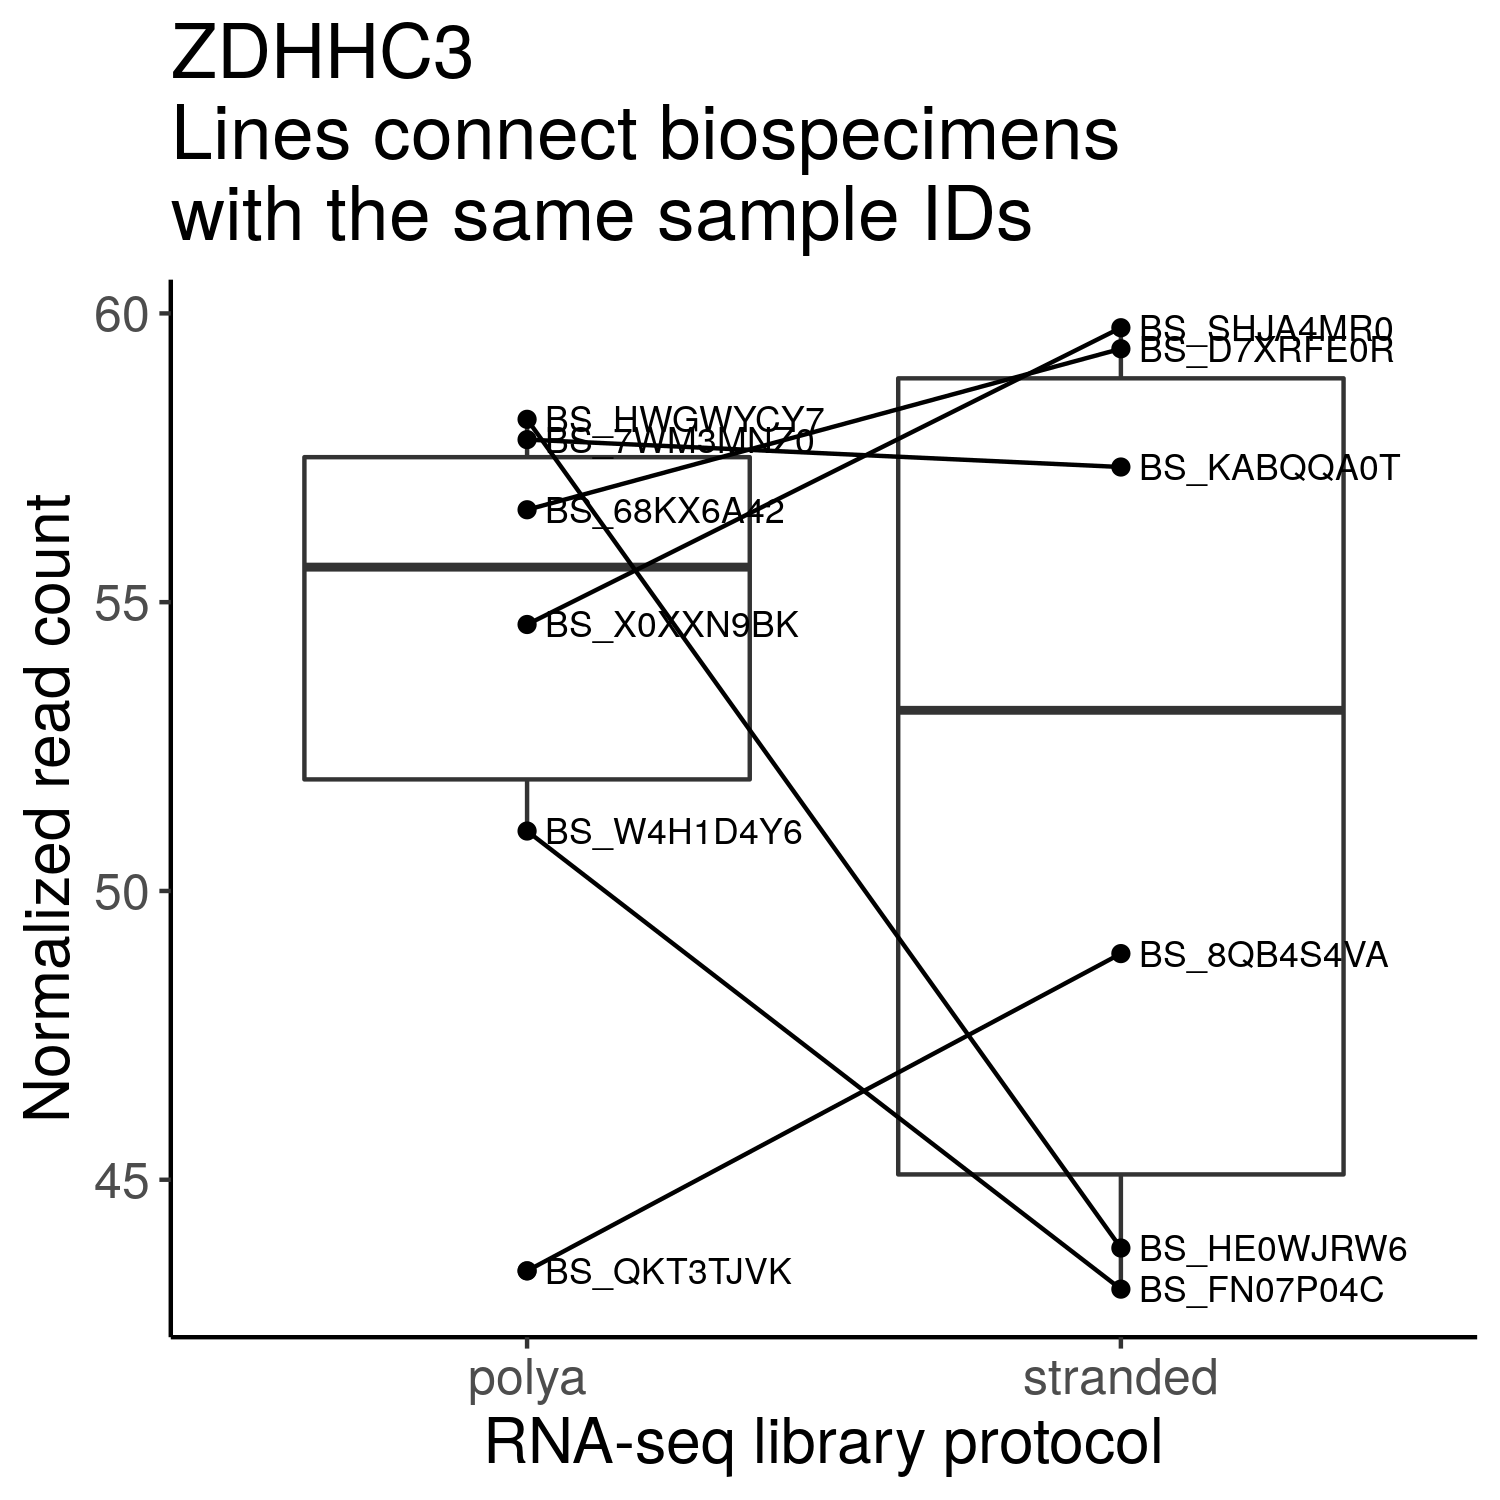 ZDHHC3
Lines connect biospecimens
with the same sample IDs
Normalized read count
60
55
50
45
BS_HWGWYCY7
BS_7WM3MNZ0
BS_68KX6A42
BS_X0XXN9BK
BS_W4H1D4Y6
BS_QKT3TJVK
BS_SHJA4MR0
BS_D7XRFE0R
BS_KABQQA0T
BS_8QB4S4VA
BS_HE0WJRW6
BS_FN07P04C
polya
stranded
RNA-seq library protocol